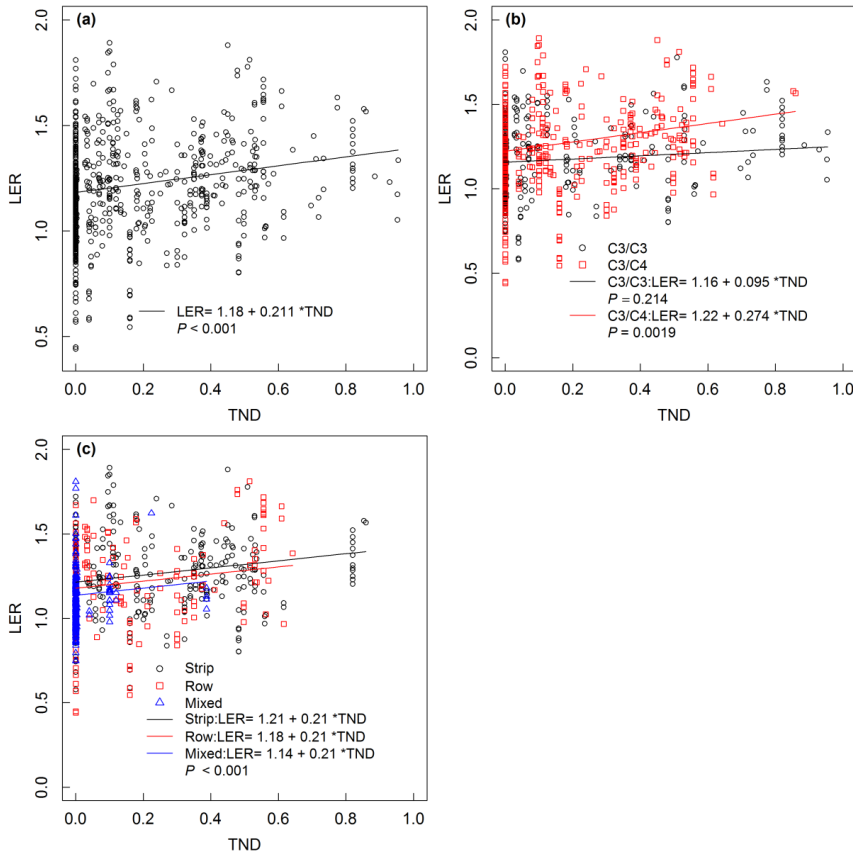 (a)
2.0
1.5
1.0
0.5
LER
LER= 1.18 + 0.211 *TND
P < 0.001
0.0 0.2 0.4 0.6 0.8 1.0
TND
(b)
2.0
1.5
1.0
0.5
0.0
LER
C3/C3
C3/C4
C3/C3:LER= 1.16 + 0.095 *TND
P = 0.214
C3/C4:LER= 1.22 + 0.274 *TND
P = 0.0019
0.0 0.2 0.4 0.6 0.8 1.0
TND
(c)
2.0
1.5
1.0
0.5
0.0
LER
Strip
Row
Mixed
Strip:LER= 1.21 + 0.21 *TND
Row:LER= 1.18 + 0.21 *TND
Mixed:LER= 1.14 + 0.21 *TND
P < 0.001
0.0 0.2 0.4 0.6 0.8 1.0
TND